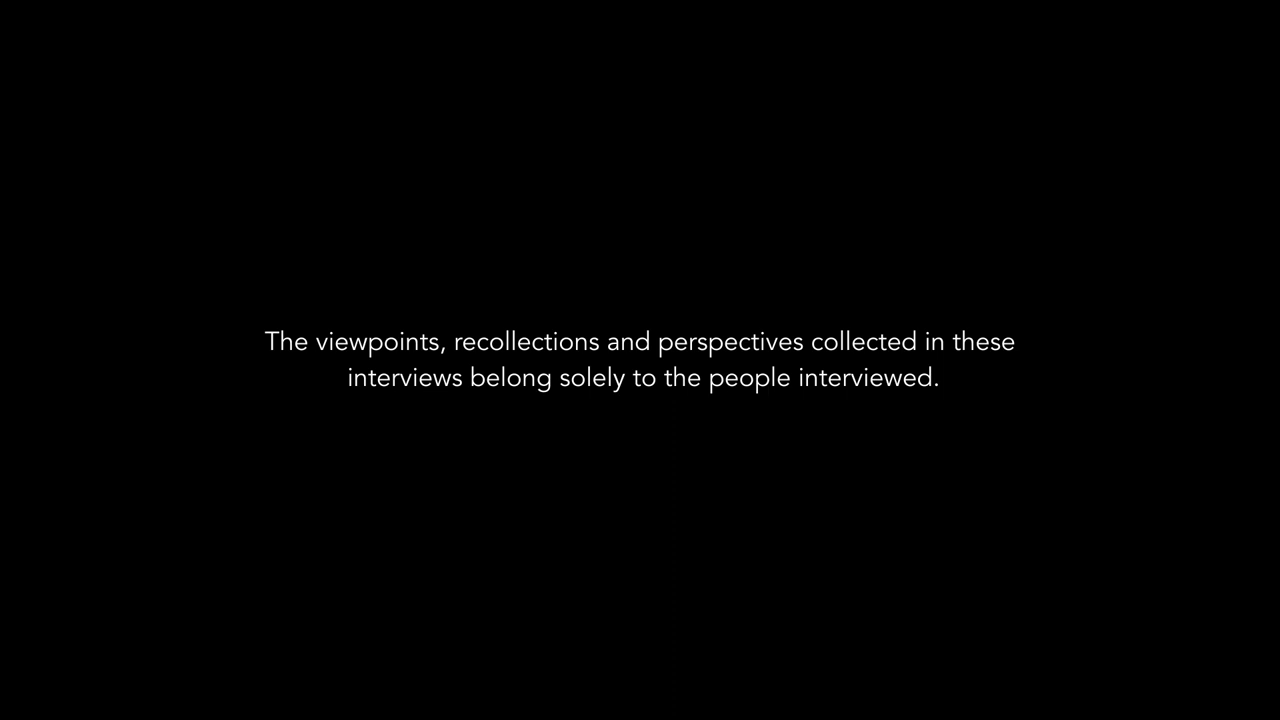 The viewpoints, recollections and perspectives collected in these
interviews belong solely to the people interviewed.